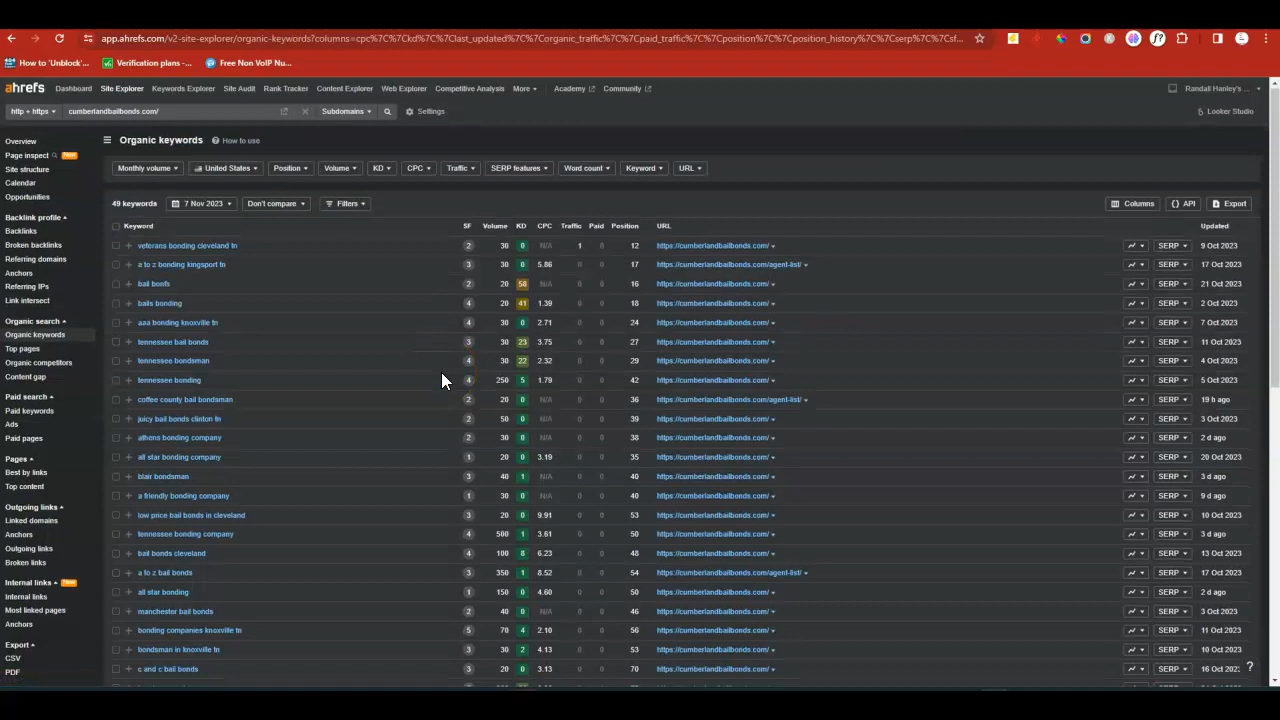 app.ahrefs.com/v2-site-explorer/organic-keywords?columns=cpc%7C%7Ckd%7C%7Clast_updated%7C%7Corganic_traffic%7C%7Cpaid_traffic%7C%7Cposition%7C%7Cposition_history%7C%7Cserp%7C%7Csf...
How to 'Unblock'... Verification plans -... Free Non VoIP Nu...
ahrefs Dashboard Site Explorer Keywords Explorer Site Audit Rank Tracker Content Explorer Web Explorer Competitive Analysis More Academy Community Randall Hanley's ...
http + https cumberlandbailbonds.com/ Subdomains Settings Looker Studio
Overview
Page inspect New
Site structure
Calendar
Opportunities
Backlink profile
Backlinks
Broken backlinks
Referring domains
Anchors
Referring IPs
Link intersect
Organic search
Organic keywords
Top pages
Organic competitors
Content gap
Paid search
Paid keywords
Ads
Paid pages
Pages
Best by links
Top content
Outgoing links
Linked domains
Anchors
Outgoing links
Broken links
Internal links New
Internal links
Most linked pages
Anchors
Export
CSV
PDF
Organic keywords How to use
Monthly volume United States Position Volume KD CPC Traffic SERP features Word count Keyword URL
49 keywords 7 Nov 2023 Don't compare Filters Columns API Export
Keyword SF Volume KD CPC Traffic Paid Position URL Updated
veterans bonding cleveland tn 2 30 0 N/A 1 0 12 https://cumberlandbailbonds.com/ SERP 9 Oct 2023
a to z bonding kingsport tn 3 30 0 5.86 0 0 17 https://cumberlandbailbonds.com/agent-list/ SERP 17 Oct 2023
bail bonfs 2 20 58 N/A 0 0 16 https://cumberlandbailbonds.com/ SERP 21 Oct 2023
bails bonding 4 20 41 1.39 0 0 18 https://cumberlandbailbonds.com/ SERP 2 Oct 2023
aaa bonding knoxville tn 4 30 0 2.71 0 0 24 https://cumberlandbailbonds.com/ SERP 7 Oct 2023
tennessee bail bonds 3 30 23 3.75 0 0 27 https://cumberlandbailbonds.com/ SERP 11 Oct 2023
tennessee bondsman 4 30 22 2.32 0 0 29 https://cumberlandbailbonds.com/ SERP 4 Oct 2023
tennessee bonding 4 250 5 1.79 0 0 42 https://cumberlandbailbonds.com/ SERP 5 Oct 2023
coffee county bail bondsman 2 20 0 N/A 0 0 36 https://cumberlandbailbonds.com/agent-list/ SERP 19 h ago
juicy bail bonds clinton tn 2 50 0 N/A 0 0 39 https://cumberlandbailbonds.com/ SERP 3 Oct 2023
athens bonding company 2 30 0 N/A 0 0 38 https://cumberlandbailbonds.com/ SERP 2 d ago
all star bonding company 1 20 0 3.19 0 0 35 https://cumberlandbailbonds.com/ SERP 20 Oct 2023
blair bondsman 3 40 1 N/A 0 0 40 https://cumberlandbailbonds.com/ SERP 3 d ago
a friendly bonding company 1 30 0 N/A 0 0 40 https://cumberlandbailbonds.com/ SERP 9 d ago
low price bail bonds in cleveland 3 20 0 9.91 0 0 53 https://cumberlandbailbonds.com/ SERP 10 Oct 2023
tennessee bonding company 4 500 1 3.61 0 0 50 https://cumberlandbailbonds.com/ SERP 3 d ago
bail bonds cleveland 4 100 8 6.23 0 0 48 https://cumberlandbailbonds.com/ SERP 13 Oct 2023
a to z bail bonds 3 350 1 8.52 0 0 54 https://cumberlandbailbonds.com/agent-list/ SERP 17 Oct 2023
all star bonding 1 150 0 4.60 0 0 50 https://cumberlandbailbonds.com/ SERP 2 d ago
manchester bail bonds 2 40 0 N/A 0 0 46 https://cumberlandbailbonds.com/ SERP 3 Oct 2023
bonding companies knoxville tn 5 70 4 2.10 0 0 56 https://cumberlandbailbonds.com/ SERP 11 Oct 2023
bondsman in knoxville tn 3 30 2 4.13 0 0 53 https://cumberlandbailbonds.com/ SERP 10 Oct 2023
c and c bail bonds 3 20 0 3.13 0 0 70 https://cumberlandbailbonds.com/ SERP 16 Oct 202